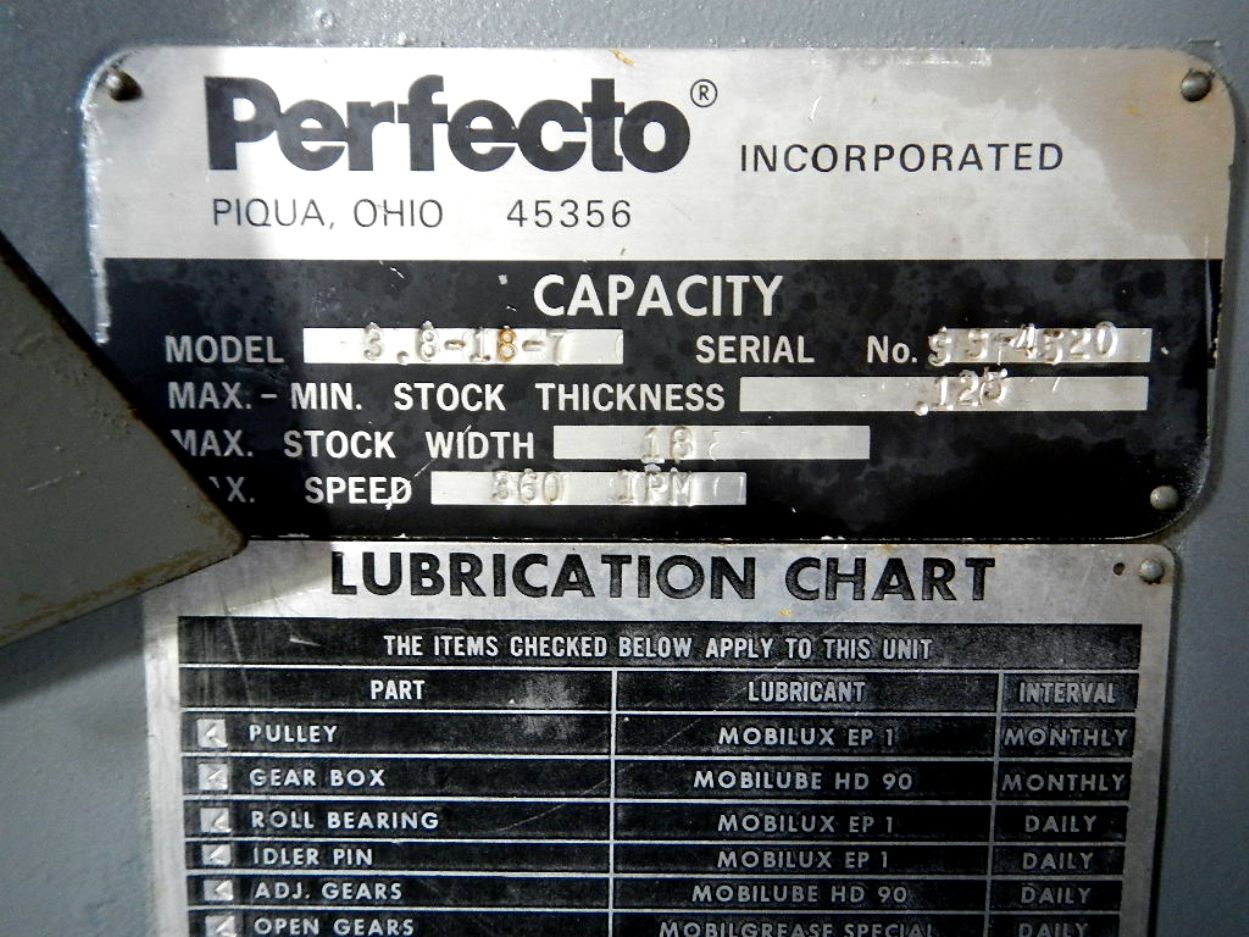 Perfecto® INCORPORATED
PIQUA, OHIO 45356
CAPACITY
MODEL SERIAL No.
MAX.- MIN. STOCK THICKNESS .125
MAX. STOCK WIDTH 18
SPEED 360 IPM
LUBRICATION CHART
THE ITEMS CHECKED BELOW APPLY TO THIS UNIT
PART LUBRICANT INTERVAL
PULLEY MOBILUX EP 1 MONTHLY
GEAR BOX MOBILUBE HD 90 MONTHLY
ROLL BEARING MOBILUX EP 1 DAILY
IDLER PIN MOBILUX EP 1 DAILY
ADJ. GEARS MOBILUBE HD 90 DAILY
OPEN GEARS MOBILGREASE SPECIAL DAILY